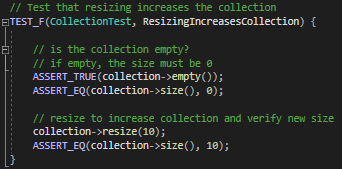 // Test that resizing increases the collection
TEST_F(CollectionTest, ResizingIncreasesCollection) {
// is the collection empty?
// if empty, the size must be 0
ASSERT_TRUE(collection->empty());
ASSERT_EQ(collection->size(), 0);
// resize to increase collection and verify new size
collection->resize(10);
ASSERT_EQ(collection->size(), 10);
}